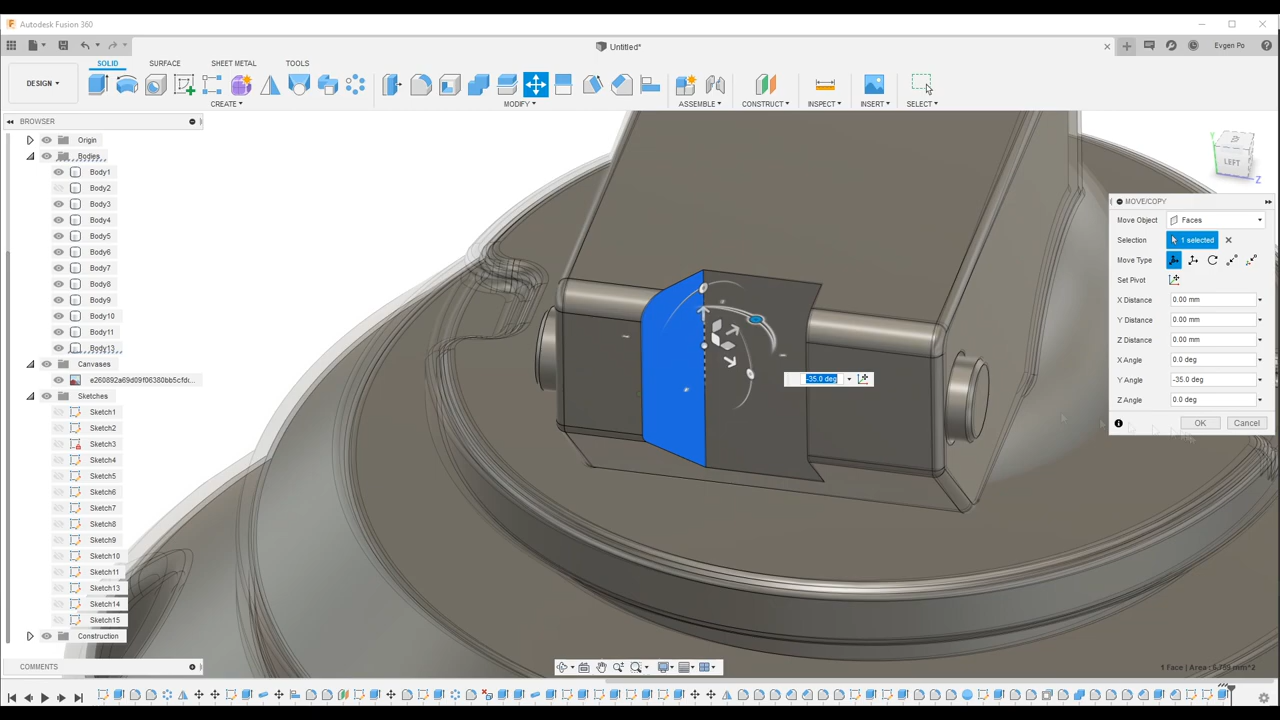 Autodesk Fusion 360
Untitled*
Evgen Po
SOLID SURFACE SHEET METAL TOOLS
DESIGN
CREATE MODIFY ASSEMBLE CONSTRUCT INSPECT INSERT SELECT
BROWSER
Origin
Bodies
Body1
Body2
Body3
Body4
Body5
Body6
Body7
Body8
Body9
Body10
Body11
Body13
Canvases
e260892a69d09f06380bb5cfd...
Sketches
Sketch1
Sketch2
Sketch3
Sketch4
Sketch5
Sketch6
Sketch7
Sketch8
Sketch9
Sketch10
Sketch11
Sketch13
Sketch14
Sketch15
Construction
COMMENTS
Y
LEFT
Z
-35.0 deg
MOVE/COPY
Move Object Faces
Selection 1 selected
Move Type
Set Pivot
X Distance 0.00 mm
Y Distance 0.00 mm
Z Distance 0.00 mm
X Angle 0.0 deg
Y Angle -35.0 deg
Z Angle 0.0 deg
OK Cancel